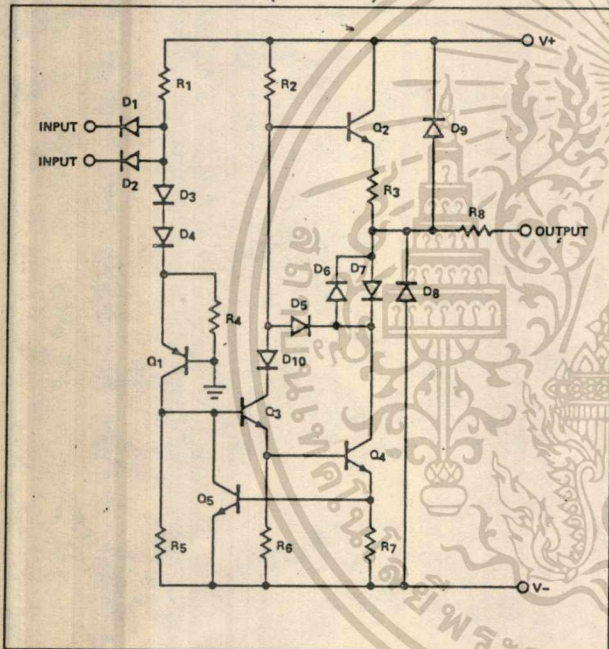 V+
R1
R2
D1
INPUT
Q2
D9
INPUT
D2
R3
D3
R8
OUTPUT
D4
D6
D7
D8
R4
D5
Q1
D10
Q3
Q4
Q5
R5
R6
R7
V−